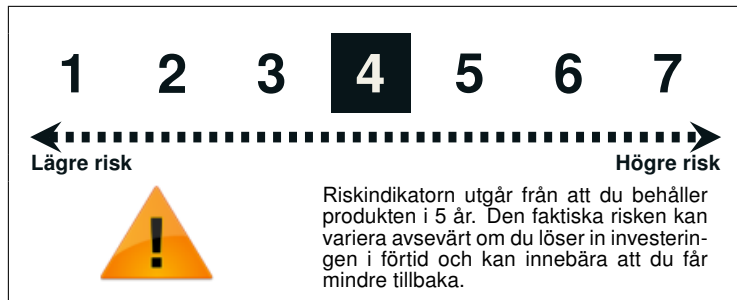 1 2 3 4 5 6 7
Lägre risk Högre risk
Riskindikatorn utgår från att du behåller
produkten i 5 år. Den faktiska risken kan
variera avsevärt om du löser in investerin-
gen i förtid och kan innebära att du får
mindre tillbaka.